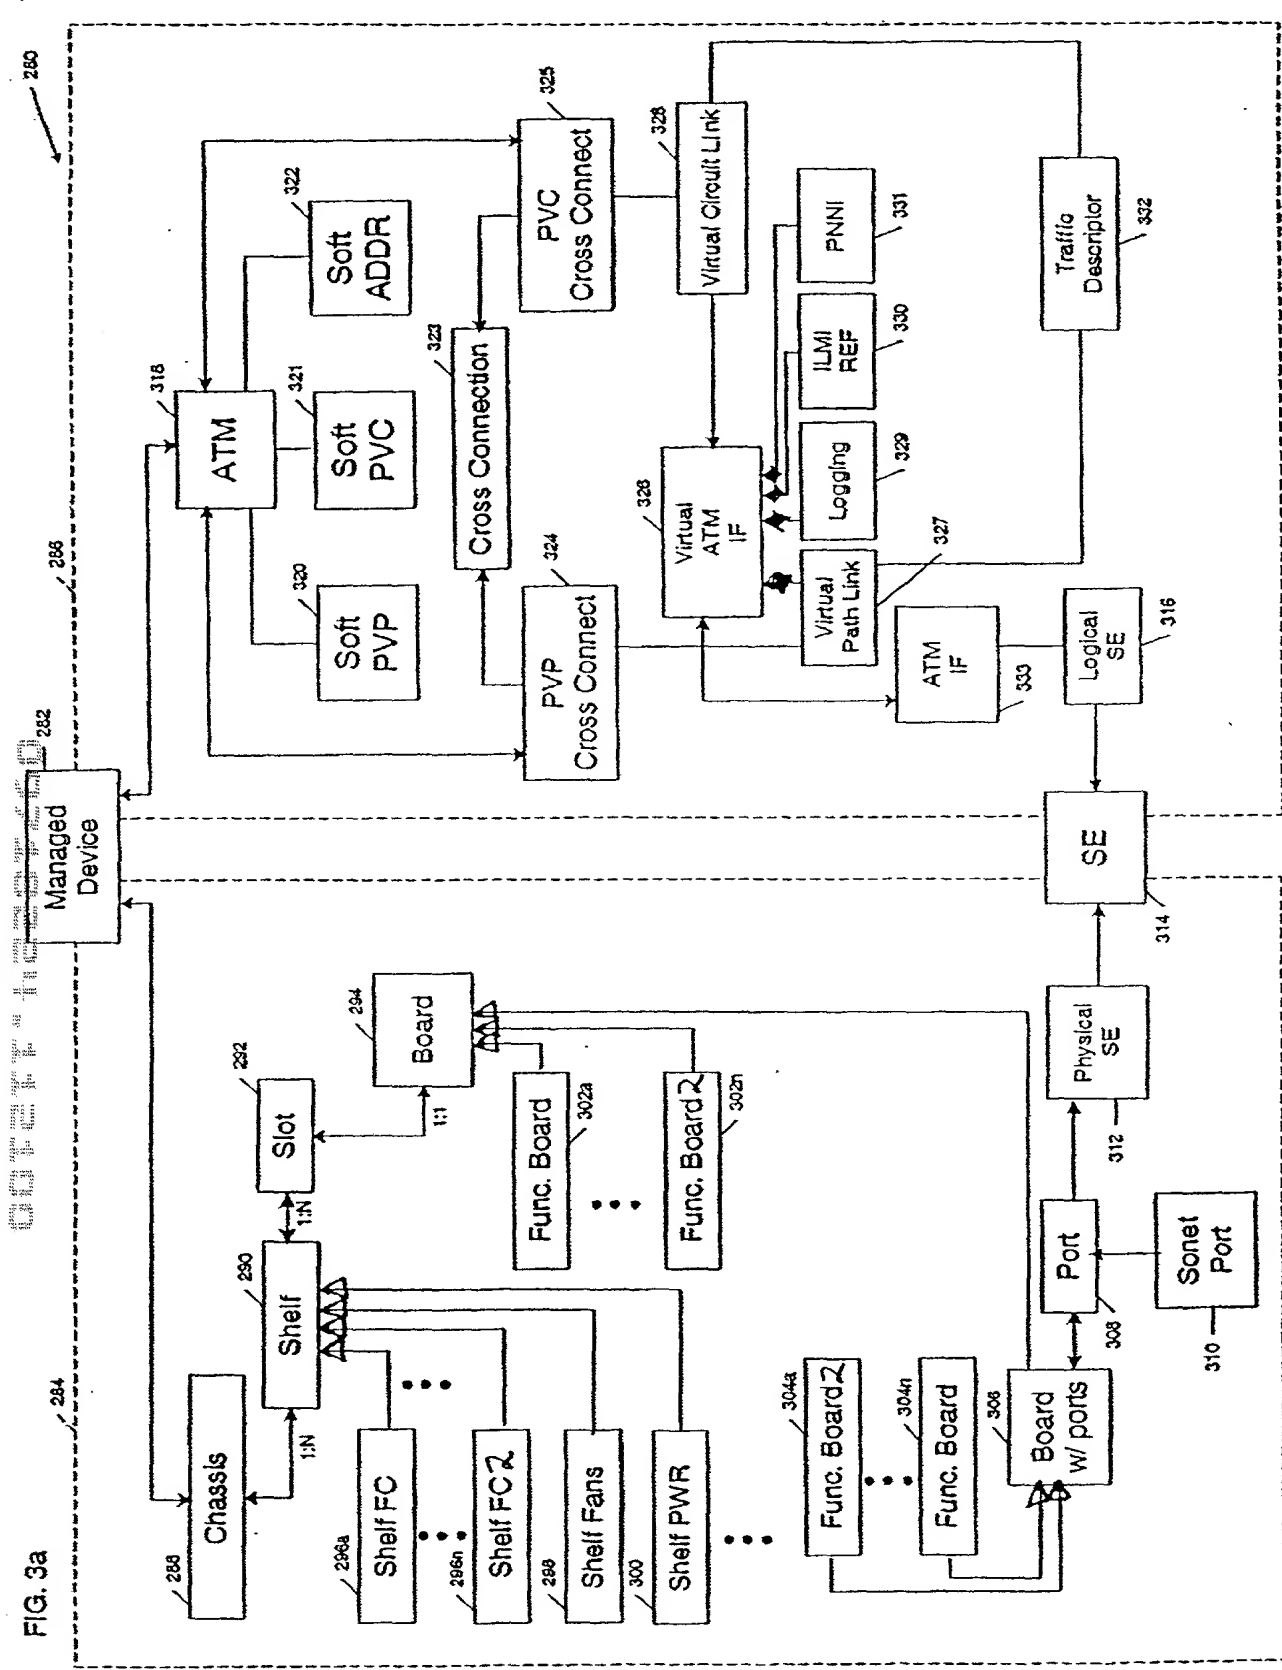 FIG. 3a
280
282
Managed
Device
284
286
288
Chassis
1:N
290
Shelf
1:N
292
Slot
1:1
294
Board
296a
Shelf FC
296n
Shelf FC2
298
Shelf Fans
300
Shelf PWR
Func. Board
302a
Func. Board2
302n
304a
Func. Board2
304n
Func. Board
306
Board
w/ ports
Port
308
Sonet
Port
310
Physical
SE
312
SE
314
Logical
SE
316
318
ATM
320
Soft
PVP
321
Soft
PVC
322
Soft
ADDR
323
Cross Connection
324
PVP
Cross Connect
325
PVC
Cross Connect
326
Virtual
ATM
IF
Virtual
Path Link
327
328
Virtual Circuit Link
Logging
329
ILMI
REF
330
PNNI
331
Traffic
Descriptor
332
ATM
IF
333